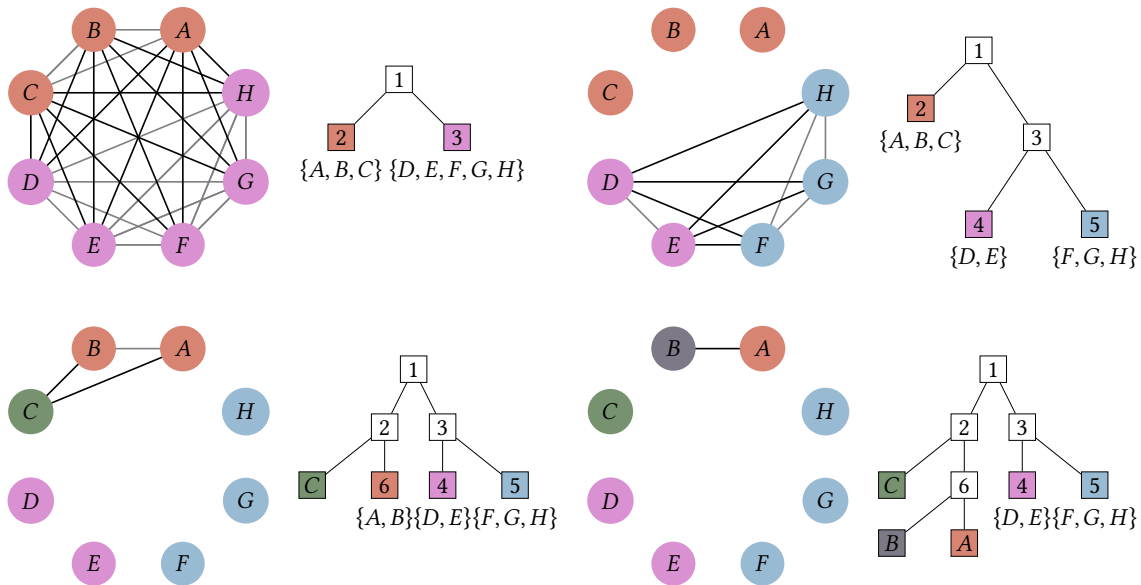 B A
C H
D G
E F
1
2 3
{A, B, C} {D, E, F, G, H}
B A
C H
D G
E F
1
2
{A, B, C}
3
4 5
{D, E} {F, G, H}
B A
C H
D G
E F
1
2 3
C 6 4 5
{A, B}{D, E}{F, G, H}
B A
C H
D G
E F
1
2 3
C 6 4 5
{D, E}{F, G, H}
B A